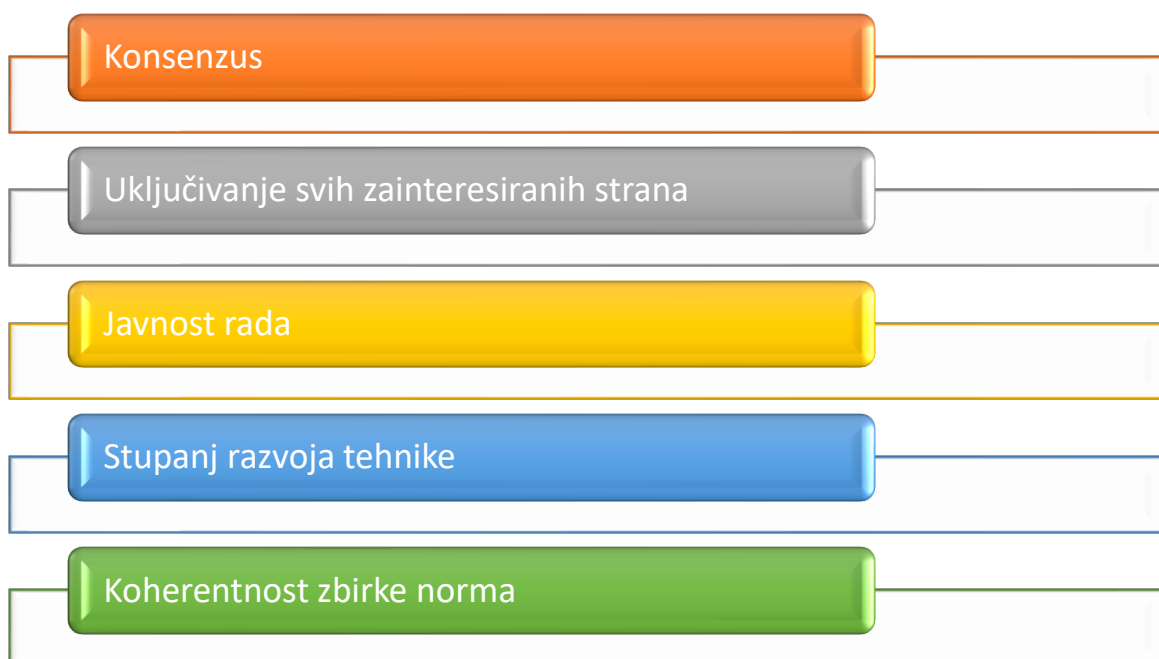 Konsenzus
Uključivanje svih zainteresiranih strana
Javnost rada
Stupanj razvoja tehnike
Koherentnost zbirke norma